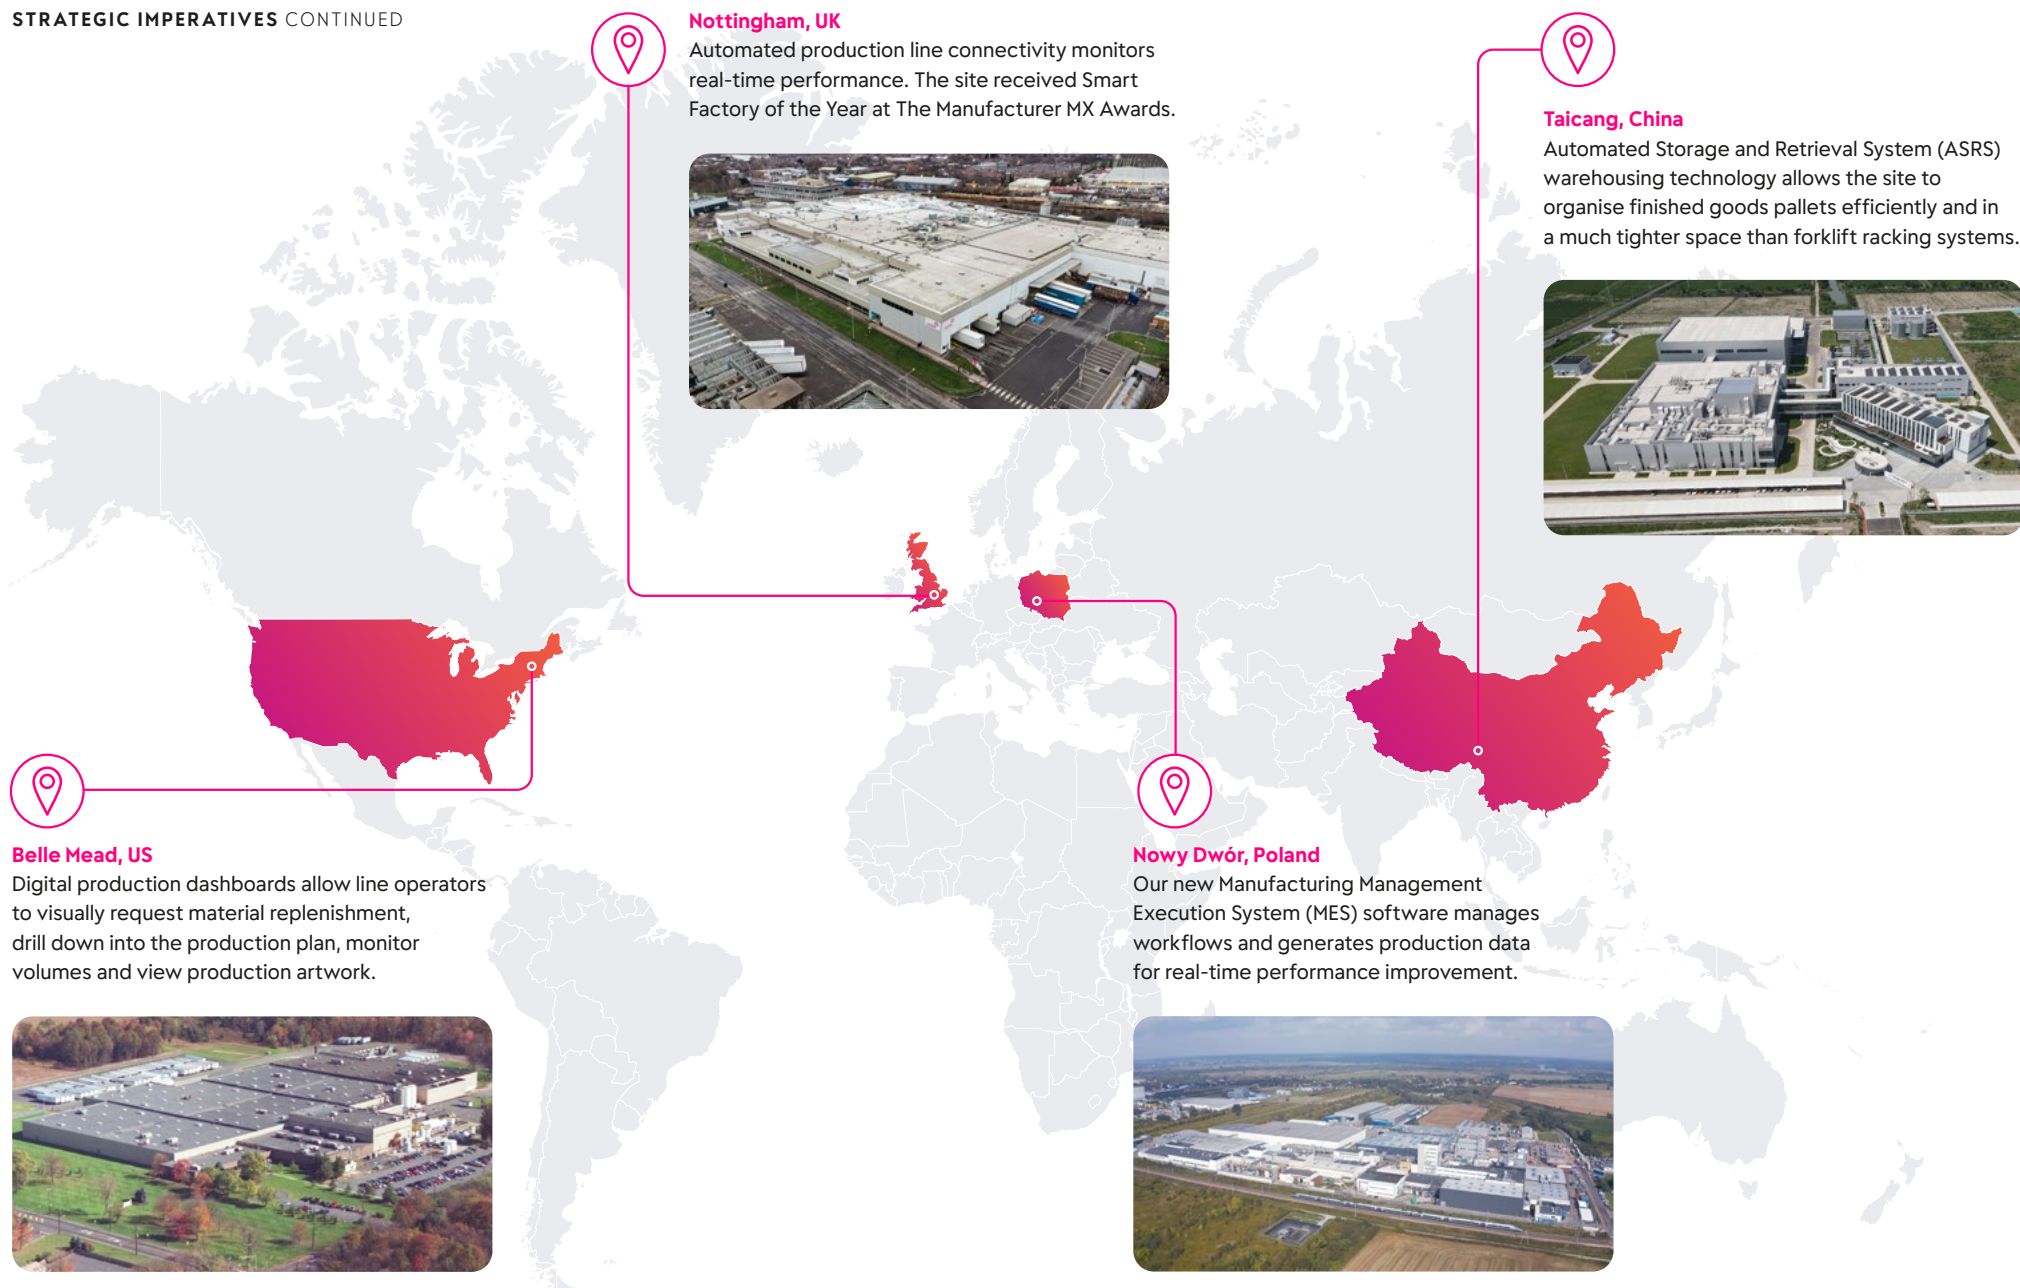 STRATEGIC IMPERATIVES CONTINUED
Nottingham, UK
Automated production line connectivity monitors
real-time performance. The site received Smart
Factory of the Year at The Manufacturer MX Awards.
Taicang, China
Automated Storage and Retrieval System (ASRS)
warehousing technology allows the site to
organise finished goods pallets efficiently and in
a much tighter space than forklift racking systems.
Belle Mead, US
Digital production dashboards allow line operators
to visually request material replenishment,
drill down into the production plan, monitor
volumes and view production artwork.
Nowy Dwór, Poland
Our new Manufacturing Management
Execution System (MES) software manages
workflows and generates production data
for real-time performance improvement.